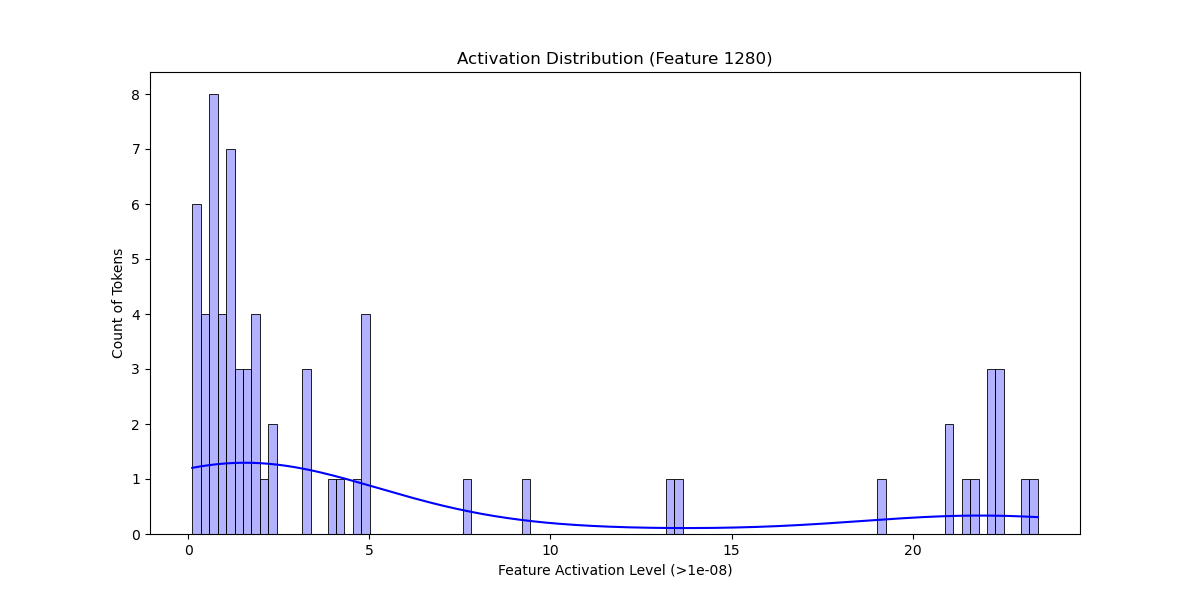 Activation Distribution (Feature 1280)
8
7
6
5
4
3
2
1
0
Count of Tokens
0 5 10 15 20
Feature Activation Level (>1e-08)